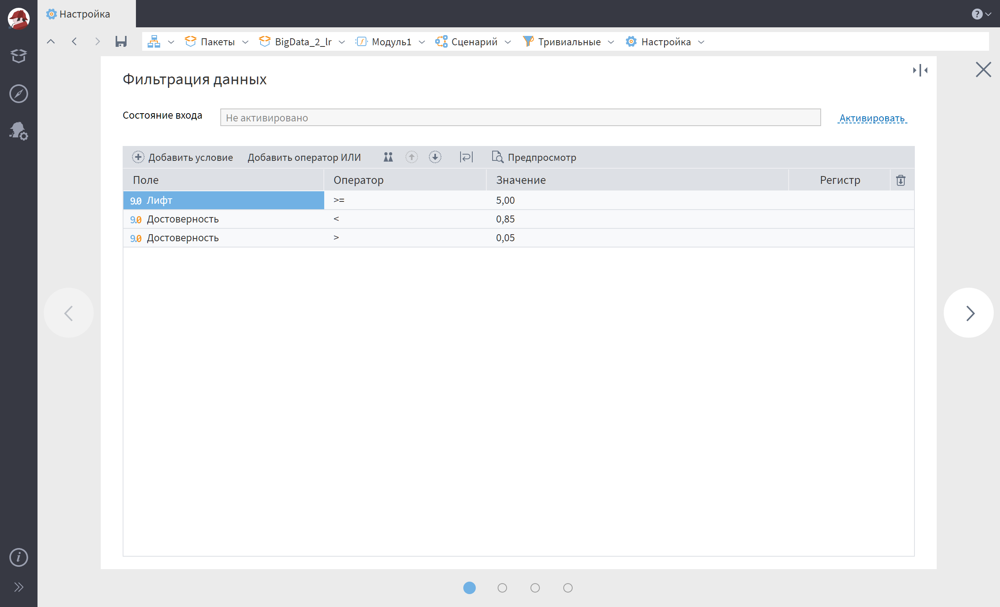 Настройка
Пакеты BigData_2_lr Модуль1 Сценарий Тривиальные Настройка
Фильтрация данных
Состояние входа Не активировано Активировать
Добавить условие Добавить оператор ИЛИ Предпросмотр
Поле Оператор Значение Регистр
9.0 Лифт >= 5,00
9.0 Достоверность < 0,85
9.0 Достоверность > 0,05